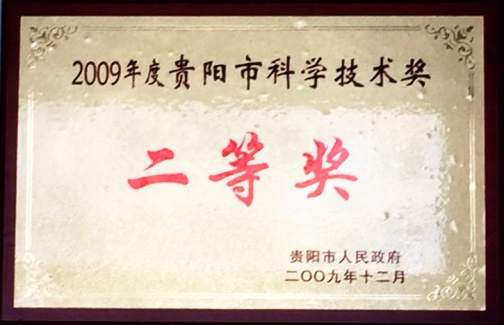 2009年度贵阳市科学技术奖
二等奖
贵阳市人民政府
二〇〇九年十二月